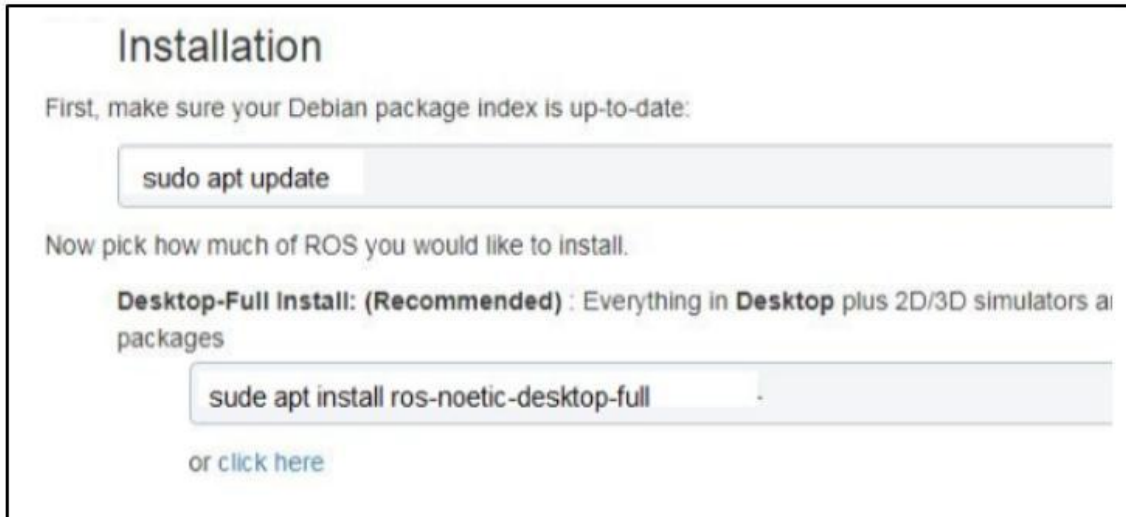 Installation
First, make sure your Debian package index is up-to-date:
sudo apt update
Now pick how much of ROS you would like to install.
Desktop-Full Install: (Recommended) : Everything in Desktop plus 2D/3D simulators
packages
sude apt install ros-noetic-desktop-full
or click here